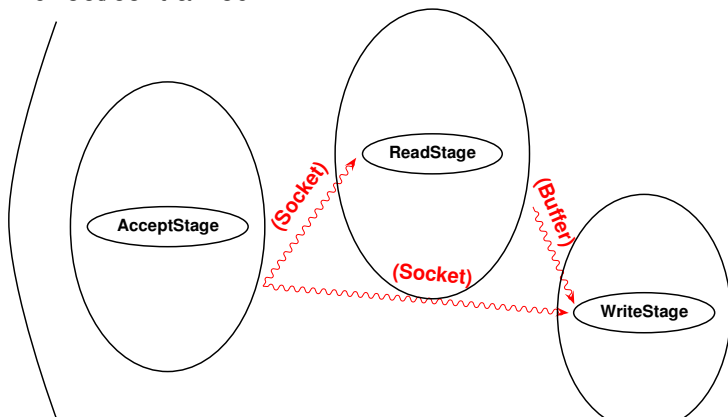 ReadStage
(Socket)
(Buffer)
AcceptStage
(Socket)
WriteStage